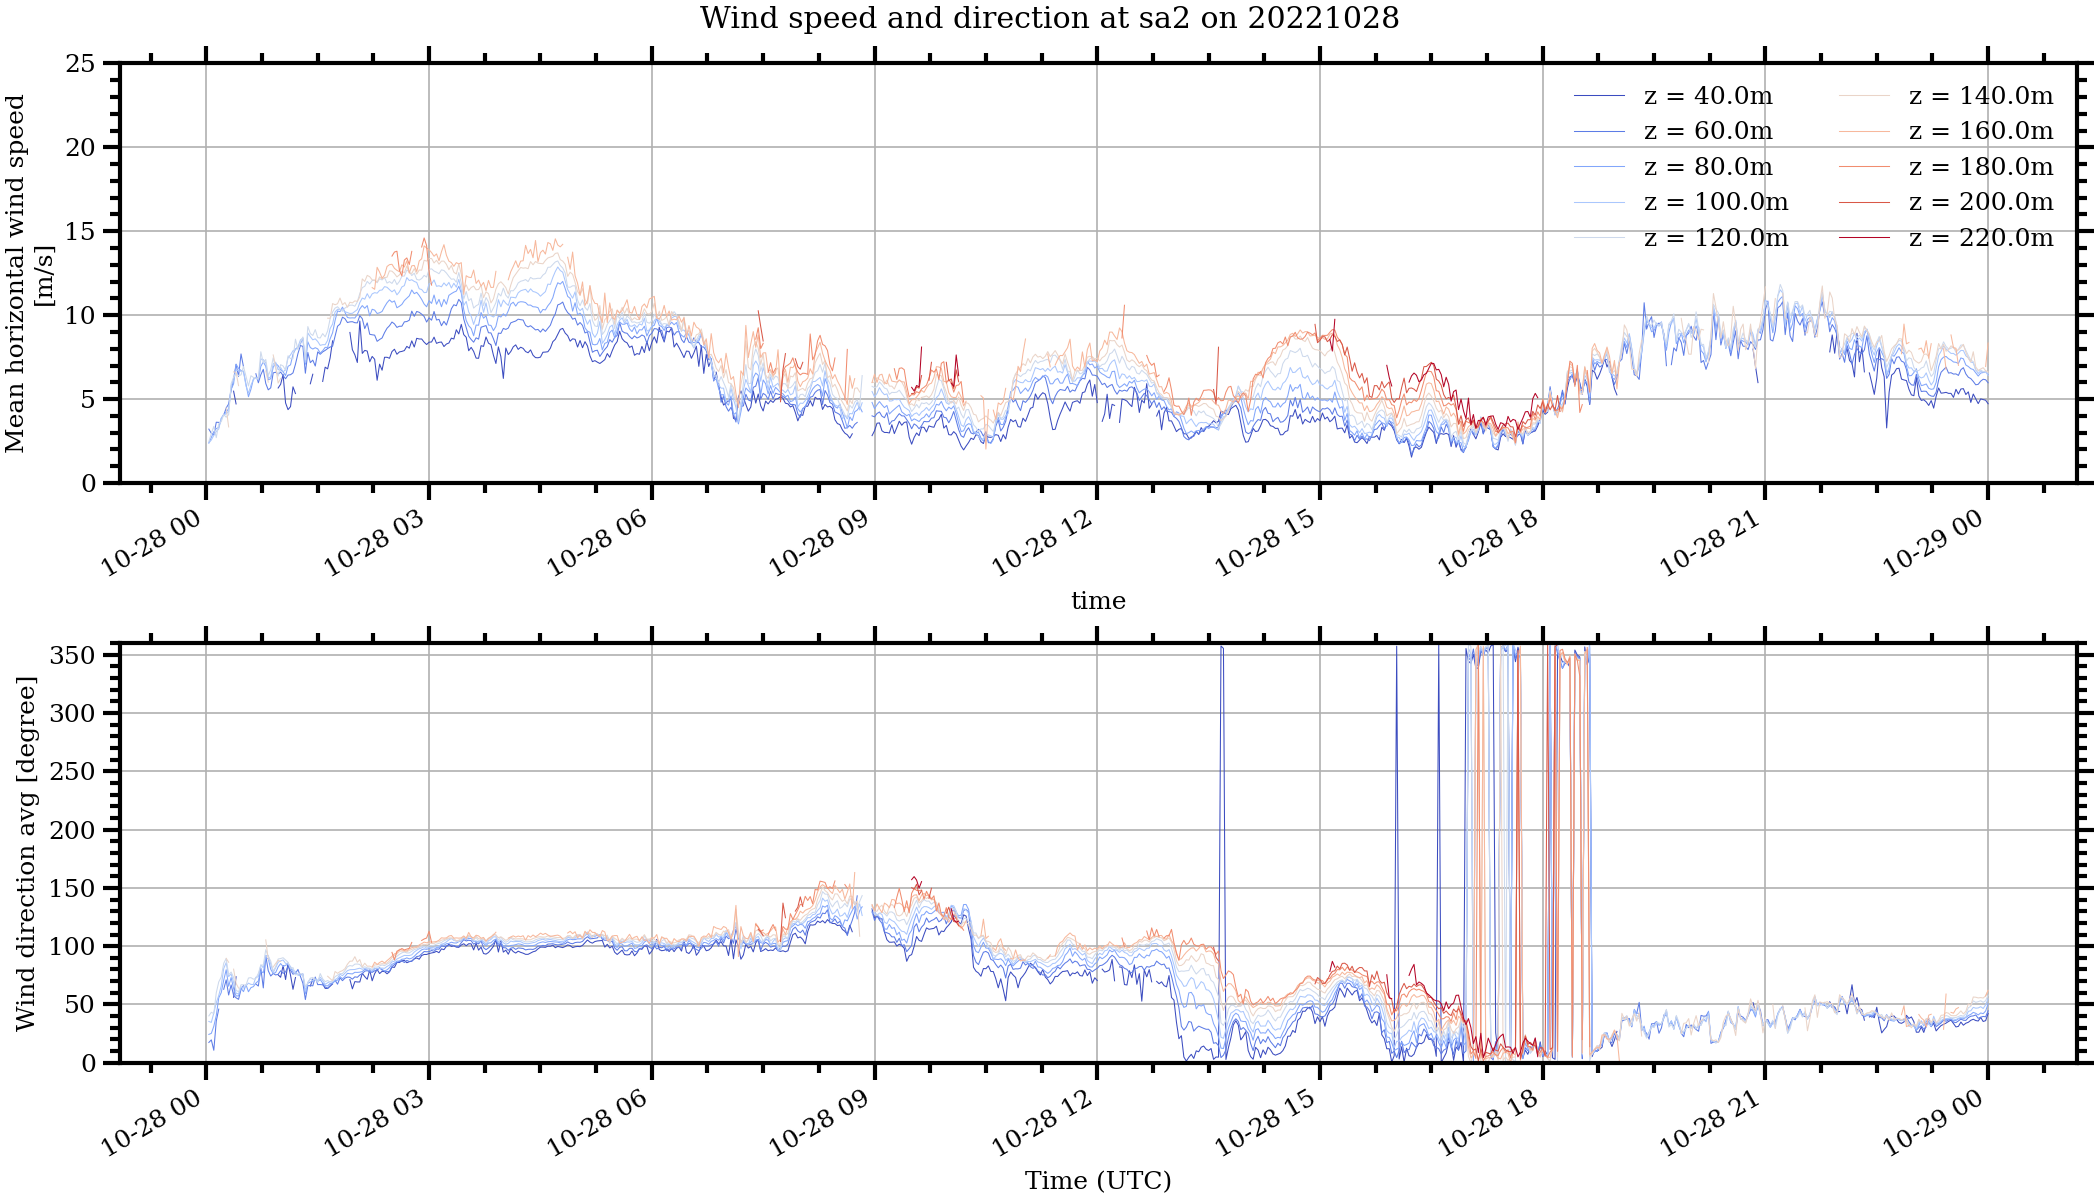 Wind speed and direction at sa2 on 20221028
Mean horizontal wind speed
[m/s]
25
20
15
10
5
0
z = 40.0m
z = 60.0m
z = 80.0m
z = 100.0m
z = 120.0m
z = 140.0m
z = 160.0m
z = 180.0m
z = 200.0m
z = 220.0m
10-28 00
10-28 03
10-28 06
10-28 09
10-28 12
10-28 15
10-28 18
10-28 21
10-29 00
time
Wind direction avg [degree]
350
300
250
200
150
100
50
0
10-28 00
10-28 03
10-28 06
10-28 09
10-28 12
10-28 15
10-28 18
10-28 21
10-29 00
Time (UTC)